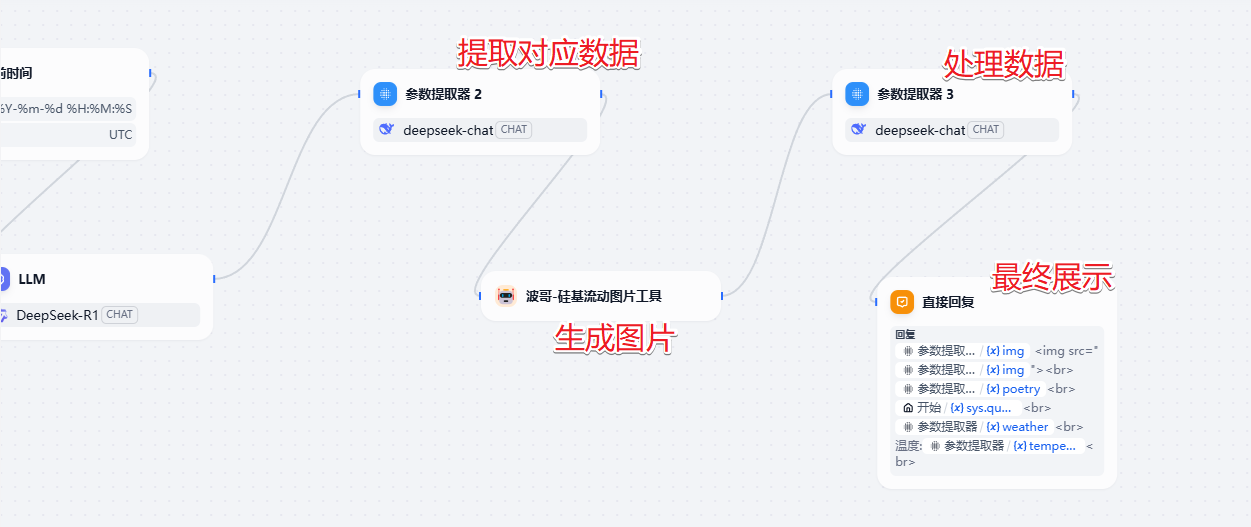 提取对应数据
处理数据
前时间
%Y-%m-%d %H:%M:%S
UTC
参数提取器 2
deepseek-chat CHAT
参数提取器 3
deepseek-chat CHAT
LLM
DeepSeek-R1 CHAT
波哥-硅基流动图片工具
生成图片
最终展示
直接回复
回复
参数提取... / (x) img <img src="
参数提取... / (x) img "><br>
参数提取... / (x) poetry <br>
开始 / (x) sys.qu... <br>
参数提取器 / (x) weather <br>
温度: 参数提取器 / (x) tempe... <
br>